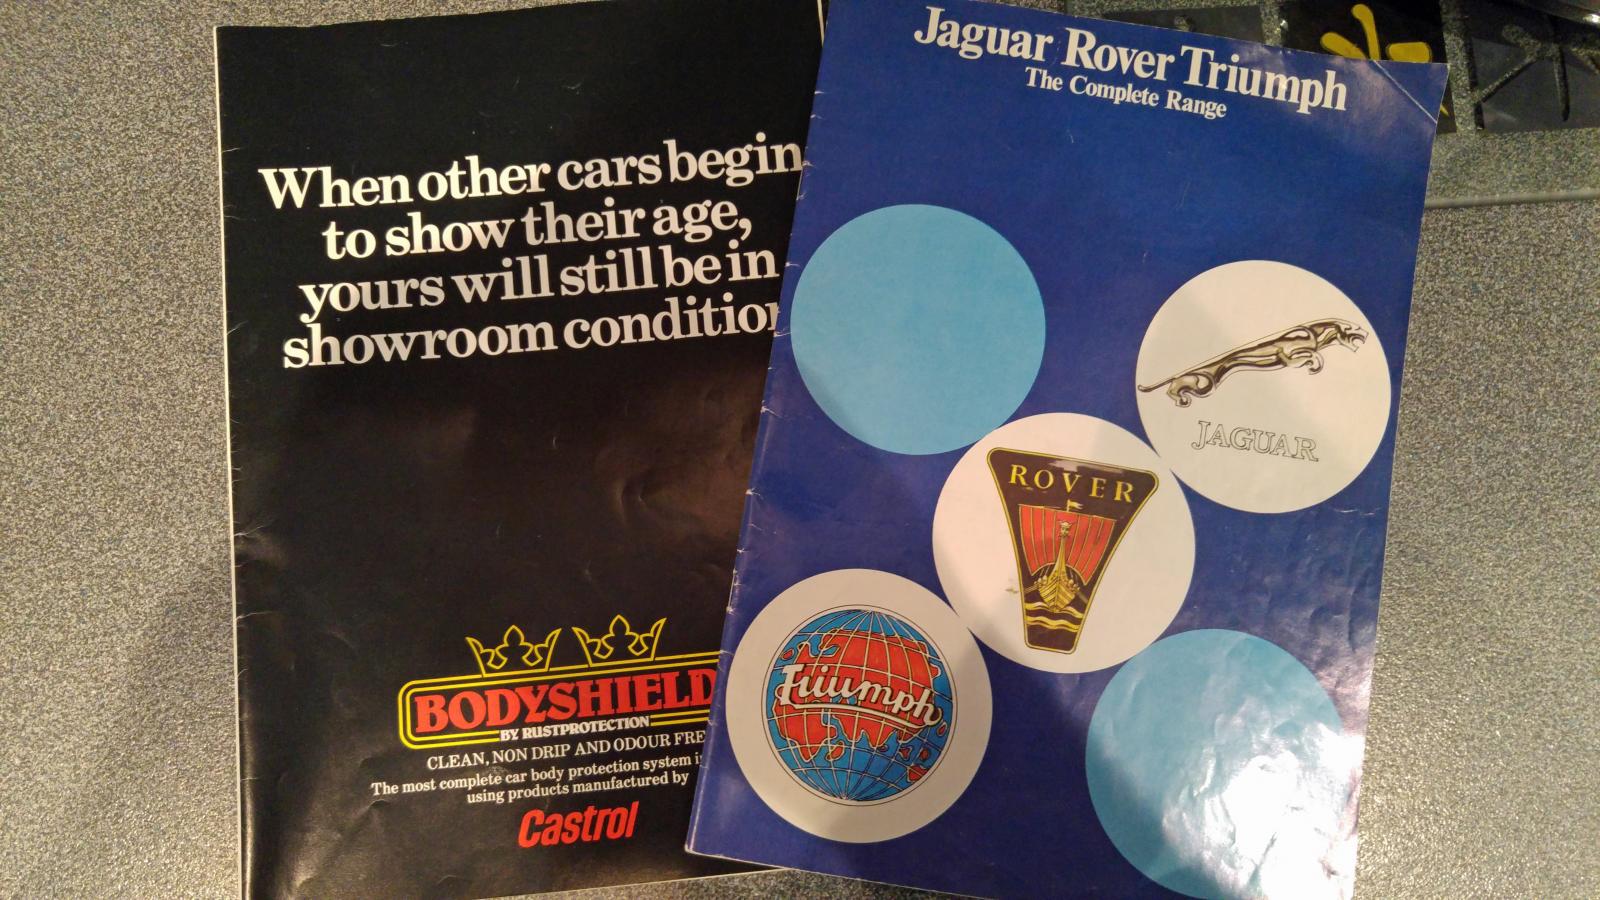 When other cars begin
to show their age,
yours will still be in
showroom condition
BODYSHIELD
BY RUSTPROTECTION
CLEAN, NON DRIP AND ODOUR FRE
The most complete car body protection system
using products manufactured by
Castrol
Jaguar Rover Triumph
The Complete Range
JAGUAR
ROVER
Triumph